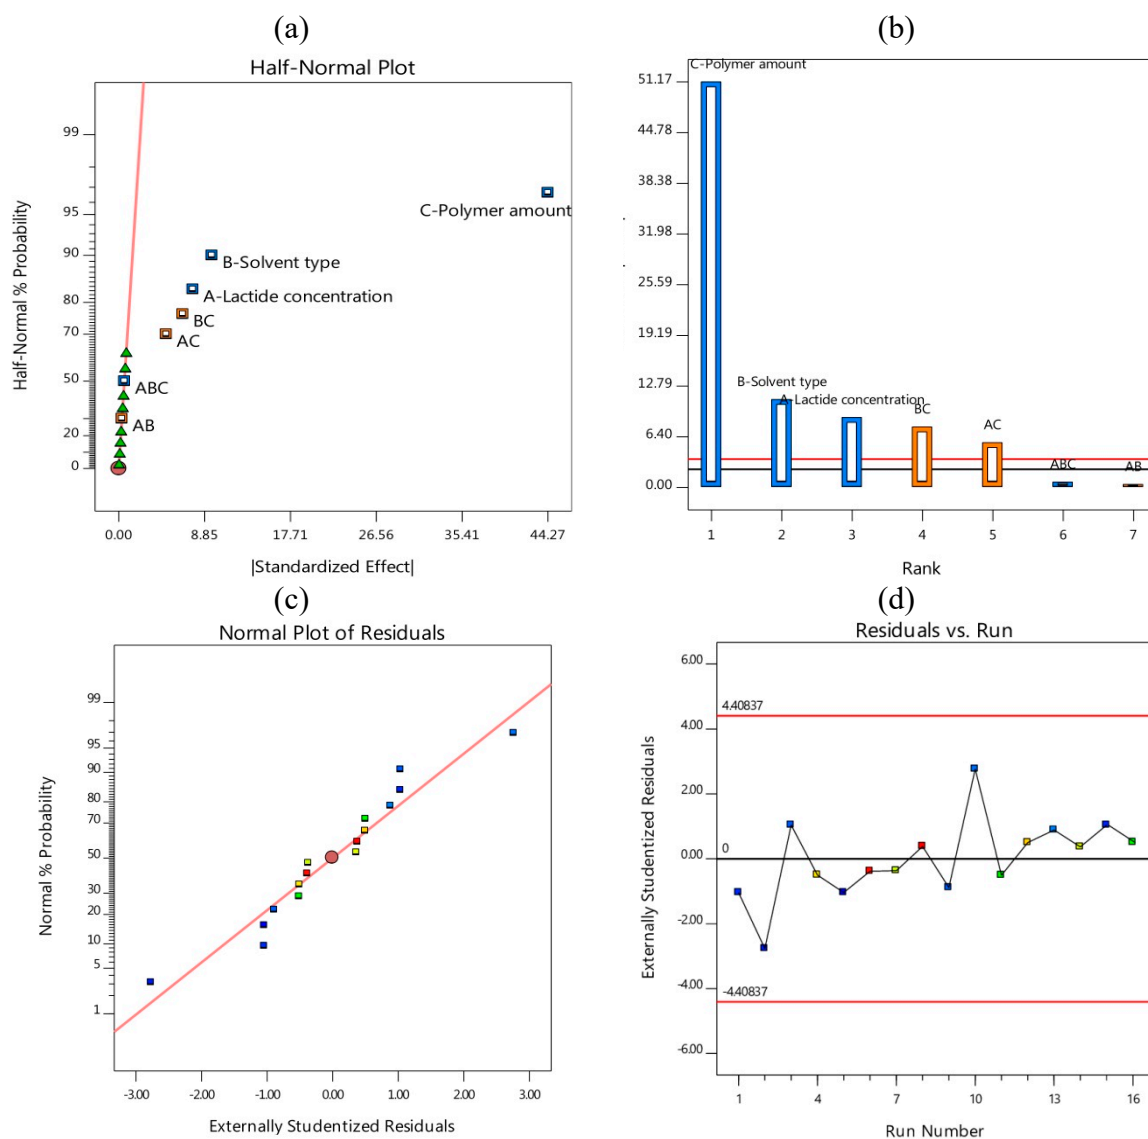 (a)
Half-Normal Plot
Half-Normal % Probability
99
95
90
80
70
50
20
0
C-Polymer amount
B-Solvent type
A-Lactide concentration
BC
AC
ABC
AB
0.00 8.85 17.71 26.56 35.41 44.27
|Standardized Effect|
(b)
C-Polymer amount
51.17
44.78
38.38
31.98
25.59
19.19
12.79
6.40
0.00
B-Solvent type
A-Lactide concentration
BC
AC
ABC
AB
1 2 3 4 5 6 7
Rank
(c)
Normal Plot of Residuals
Normal % Probability
99
95
90
80
70
50
30
20
10
5
1
-3.00 -2.00 -1.00 0.00 1.00 2.00 3.00
Externally Studentized Residuals
(d)
Residuals vs. Run
Externally Studentized Residuals
6.00
4.00
2.00
0.00
-2.00
-4.00
-6.00
4.40837
0
-4.40837
1 4 7 10 13 16
Run Number